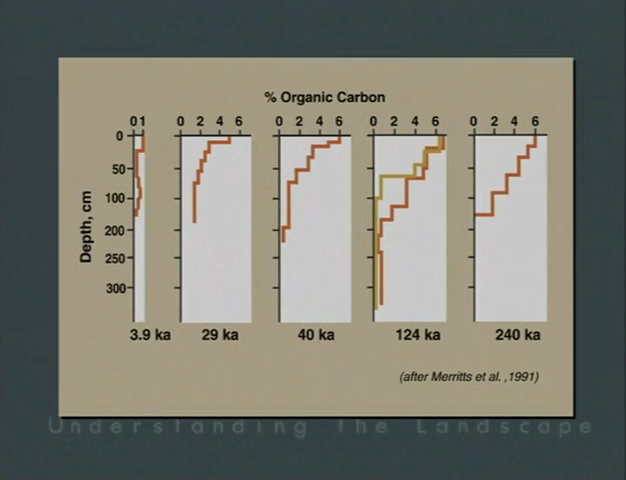 % Organic Carbon
0 1 0 2 4 6 0 2 4 6 0 2 4 6 0 2 4 6
0
50
100
200
250
300
Depth, cm
3.9 ka 29 ka 40 ka 124 ka 240 ka
(after Merritts et al. ,1991)
Understanding The Landscape